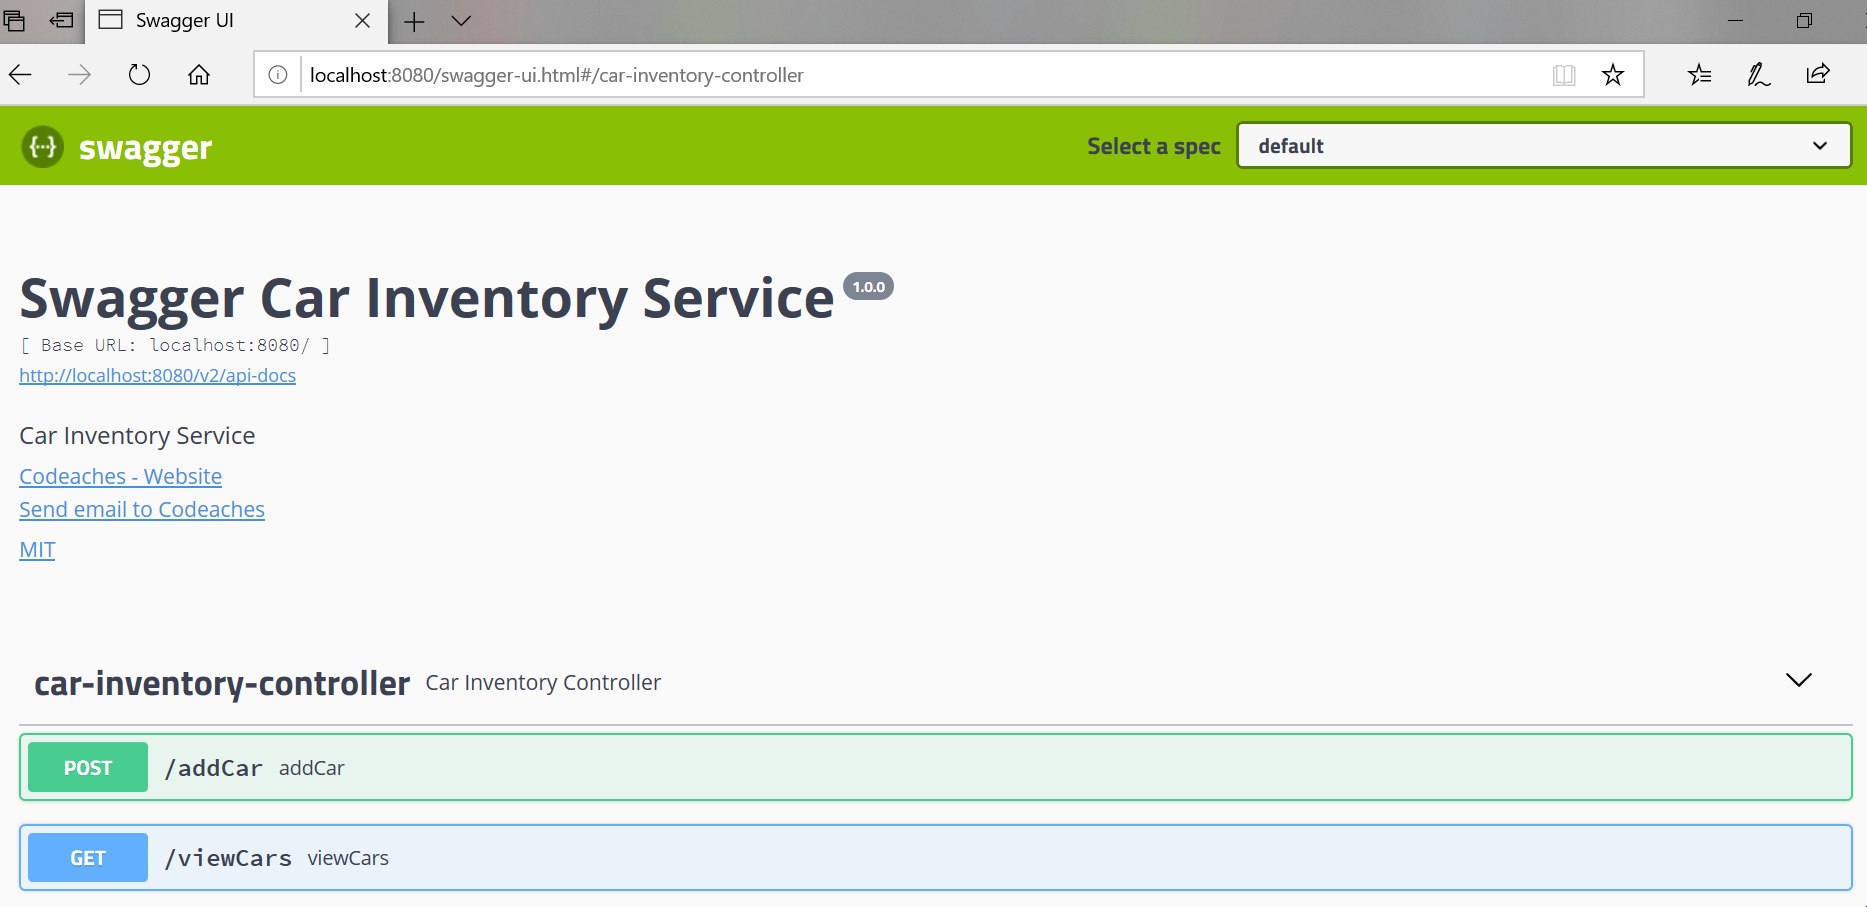 Swagger UI
localhost:8080/swagger-ui.html#/car-inventory-controller
{···} swagger
Select a spec
default
Swagger Car Inventory Service 1.0.0
[ Base URL: localhost:8080/ ]
http://localhost:8080/v2/api-docs
Car Inventory Service
Codeaches - Website
Send email to Codeaches
MIT
car-inventory-controller Car Inventory Controller
POST /addCar addCar
GET /viewCars viewCars